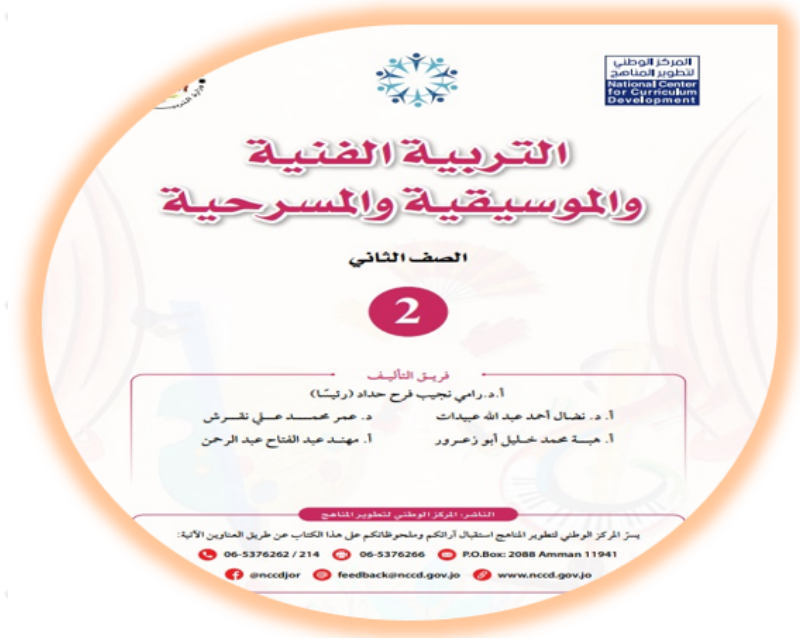 المركز الوطني
لتطوير المناهج
National Center
for Curriculum
Development
التربية الفنية
والموسيقية والمسرحية
الصف الثاني
2
فريق التأليف
أ.د. رامي نجيب فرح حداد (رئيسًا)
أ. د. نضال أحمد عبد الله عبيدات د. عمر محمد علي نقرش
أ. هبة محمد خليل أبو زعرور أ. مهند عبد الفتاح عبد الرحمن
الناشر: المركز الوطني لتطوير المناهج
يسرّ المركز الوطني لتطوير المناهج استقبال آرائكم وملحوظاتكم على هذا الكتاب عن طريق العناوين الآتية:
06-5376262 / 214 06-5376266 P.O.Box: 2088 Amman 11941
@nccdjor feedback@nccd.gov.jo www.nccd.gov.jo